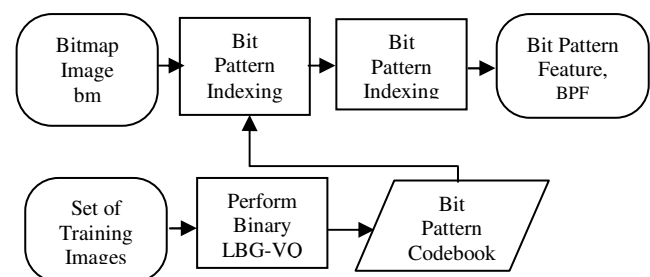 Bitmap
Image
bm
Bit
Pattern
Indexing
Bit
Pattern
Indexing
Bit Pattern
Feature,
BPF
Set of
Training
Images
Perform
Binary
LBG-VQ
Bit
Pattern
Codebook